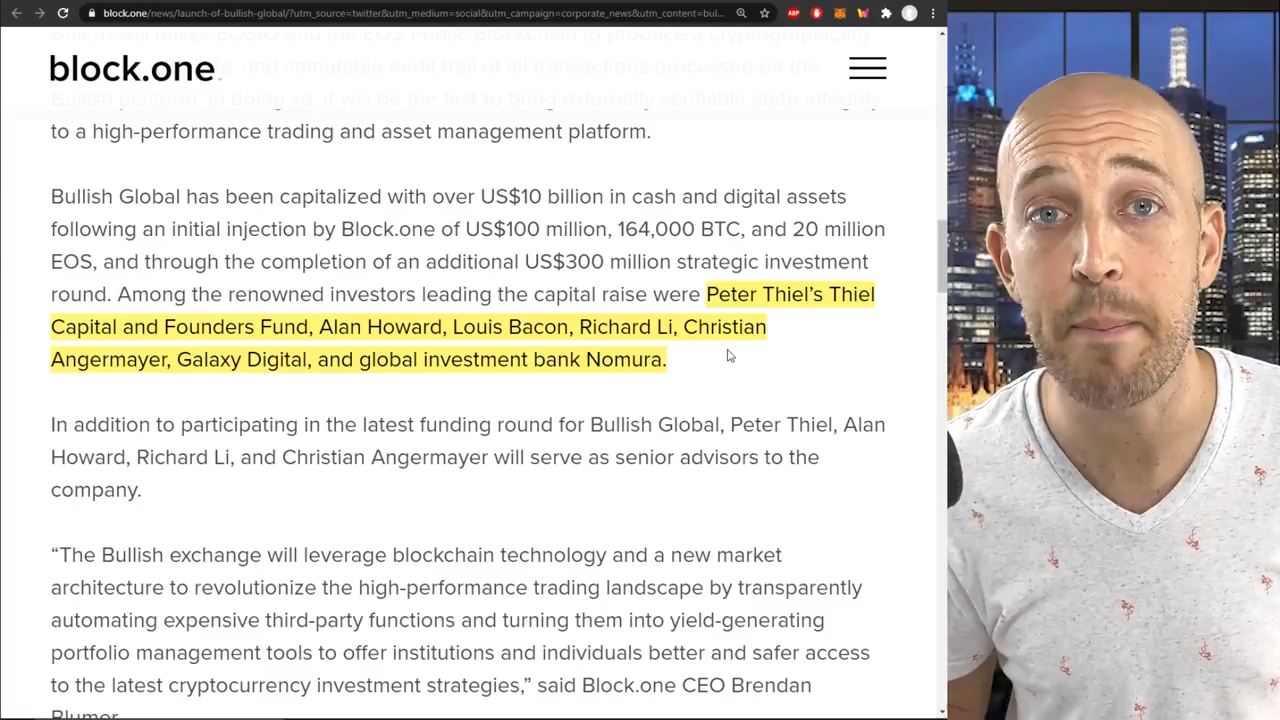 block.one/news/launch-of-bullish-global/?utm_source=twitter&utm_medium=social&utm_campaign=corporate_news&utm_content=bul...
Bullish will utilize EOSIO and the EOS Public Blockchain to produce a cryptographically
block.one
and immutable audit trail of all transactions processed on the
Bullish platform. In doing so, it will be the first to bring externally verifiable state integrity
to a high-performance trading and asset management platform.
Bullish Global has been capitalized with over US$10 billion in cash and digital assets
following an initial injection by Block.one of US$100 million, 164,000 BTC, and 20 million
EOS, and through the completion of an additional US$300 million strategic investment
round. Among the renowned investors leading the capital raise were Peter Thiel’s Thiel
Capital and Founders Fund, Alan Howard, Louis Bacon, Richard Li, Christian
Angermayer, Galaxy Digital, and global investment bank Nomura.
In addition to participating in the latest funding round for Bullish Global, Peter Thiel, Alan
Howard, Richard Li, and Christian Angermayer will serve as senior advisors to the
company.
“The Bullish exchange will leverage blockchain technology and a new market
architecture to revolutionize the high-performance trading landscape by transparently
automating expensive third-party functions and turning them into yield-generating
portfolio management tools to offer institutions and individuals better and safer access
to the latest cryptocurrency investment strategies,” said Block.one CEO Brendan
Blumer